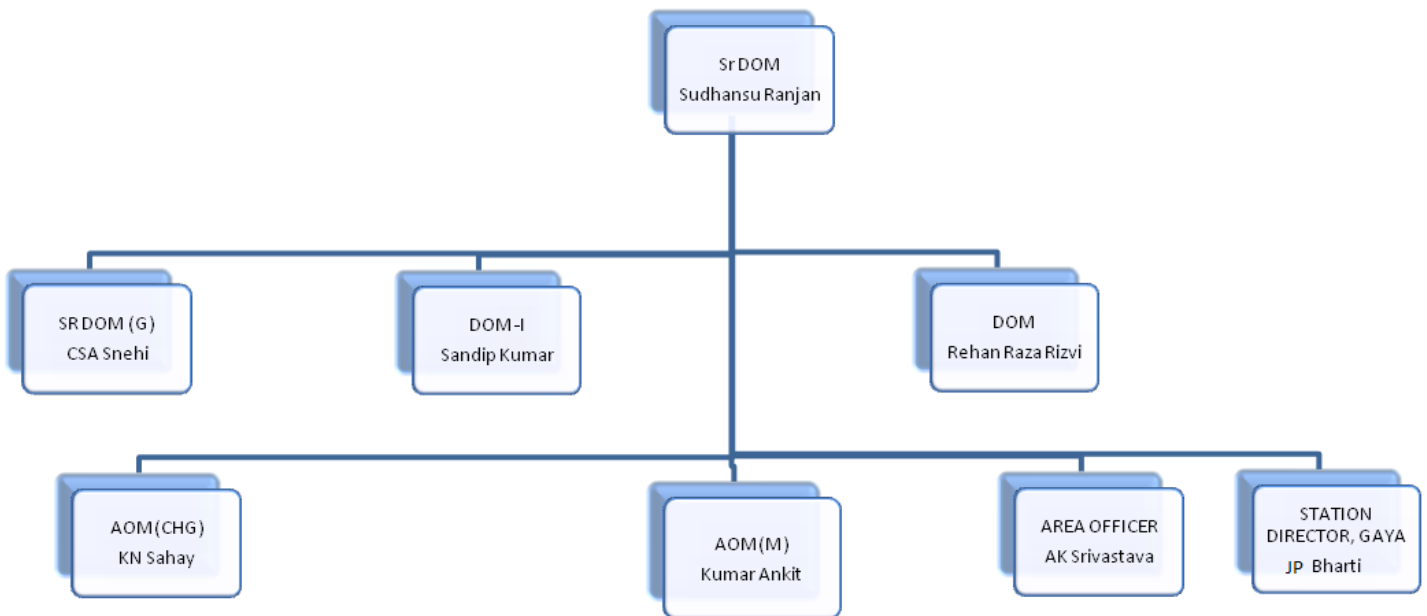 Sr DOM
Sudhansu Ranjan
SR DOM (G)
CSA Snehi
DOM -I
Sandip Kumar
DOM
Rehan Raza Rizvi
AOM (CHG)
KN Sahay
AOM (M)
Kumar Ankit
AREA OFFICER
AK Srivastava
STATION
DIRECTOR, GAYA
JP Bharti